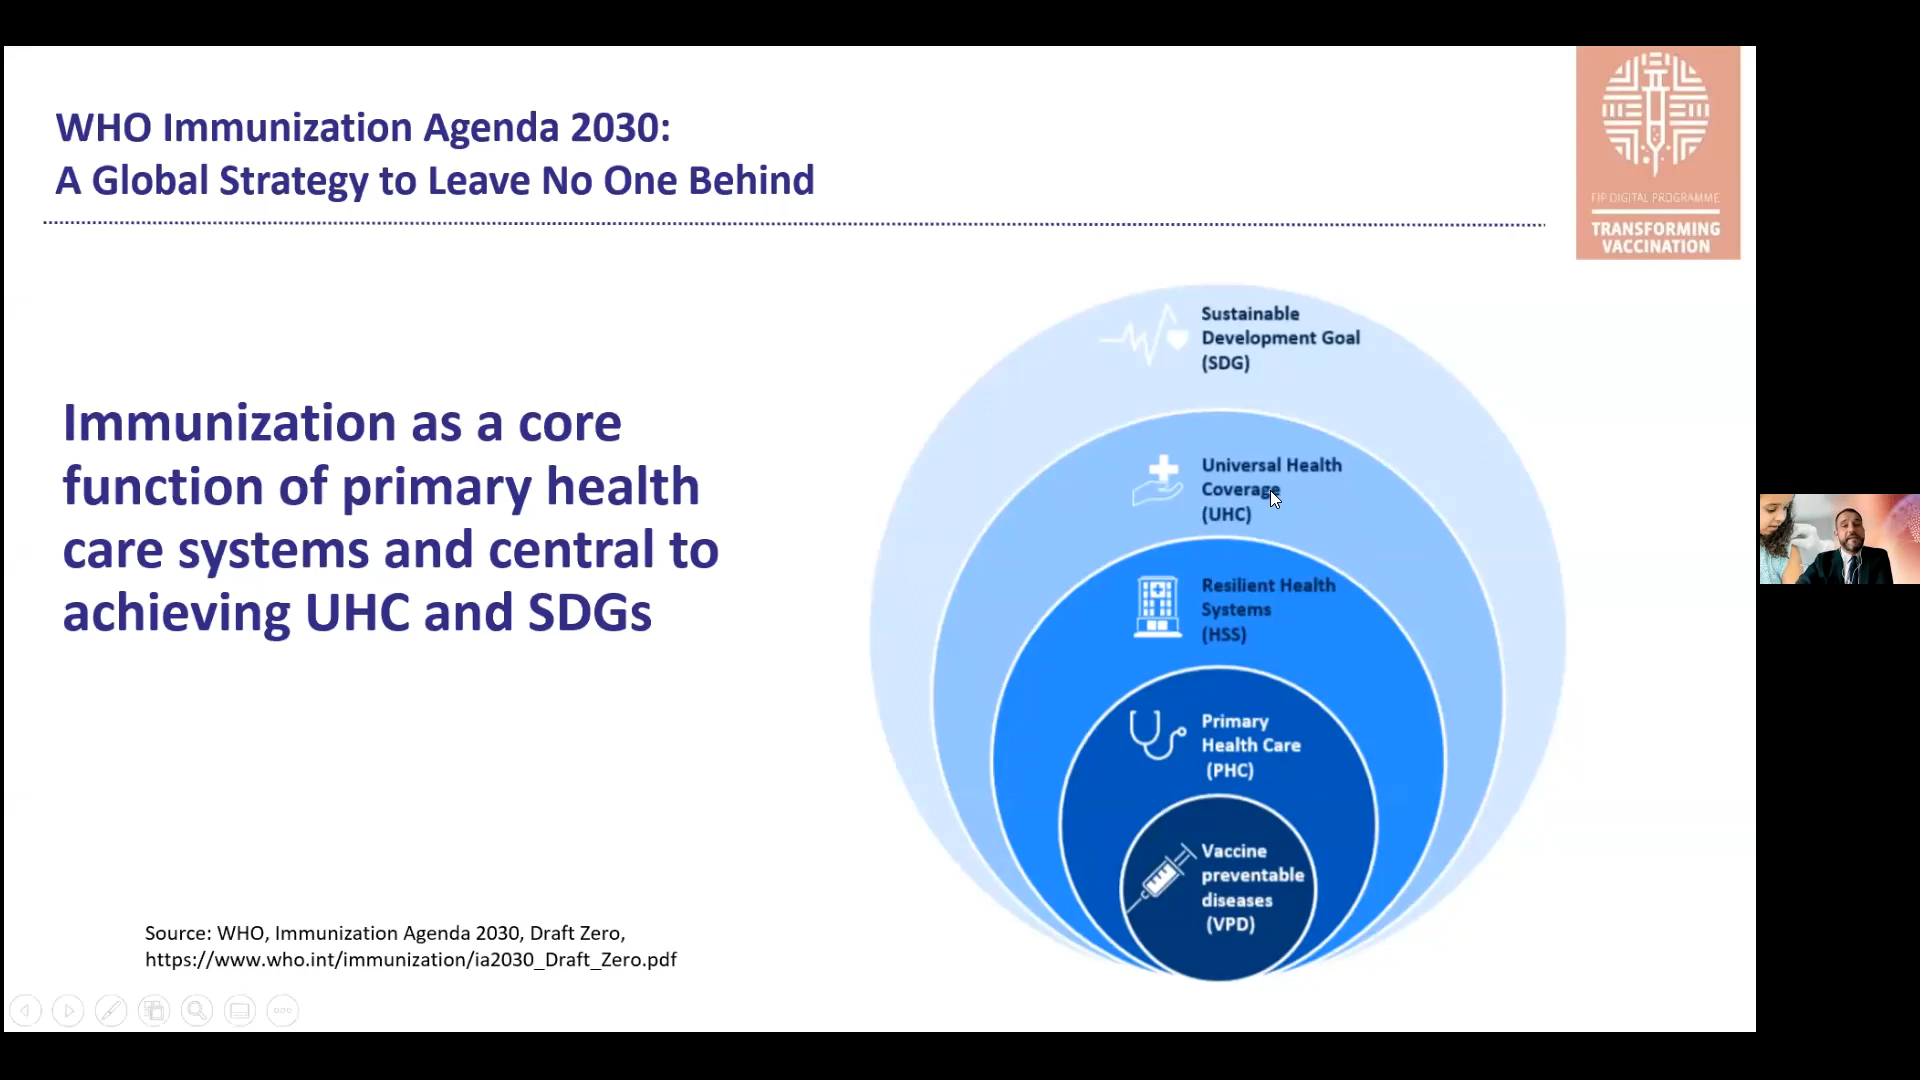 WHO Immunization Agenda 2030:
A Global Strategy to Leave No One Behind
FIP DIGITAL PROGRAMME
TRANSFORMING
VACCINATION
Immunization as a core
function of primary health
care systems and central to
achieving UHC and SDGs
Sustainable
Development Goal
(SDG)
Universal Health
Coverage
(UHC)
Resilient Health
Systems
(HSS)
Primary
Health Care
(PHC)
Vaccine
preventable
diseases
(VPD)
Source: WHO, Immunization Agenda 2030, Draft Zero,
https://www.who.int/immunization/ia2030_Draft_Zero.pdf